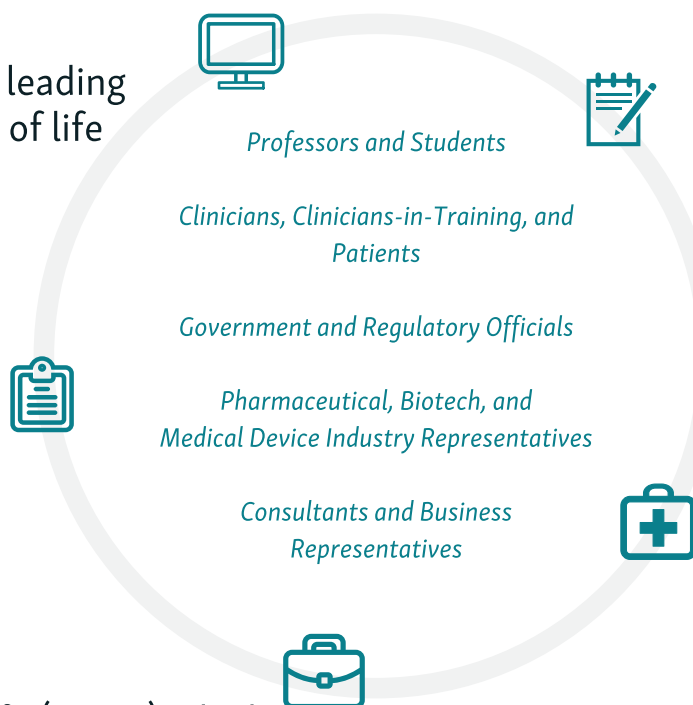 leading
of life
Professors and Students
Clinicians, Clinicians-in-Training, and
Patients
Government and Regulatory Officials
Pharmaceutical, Biotech, and
Medical Device Industry Representatives
Consultants and Business
Representatives